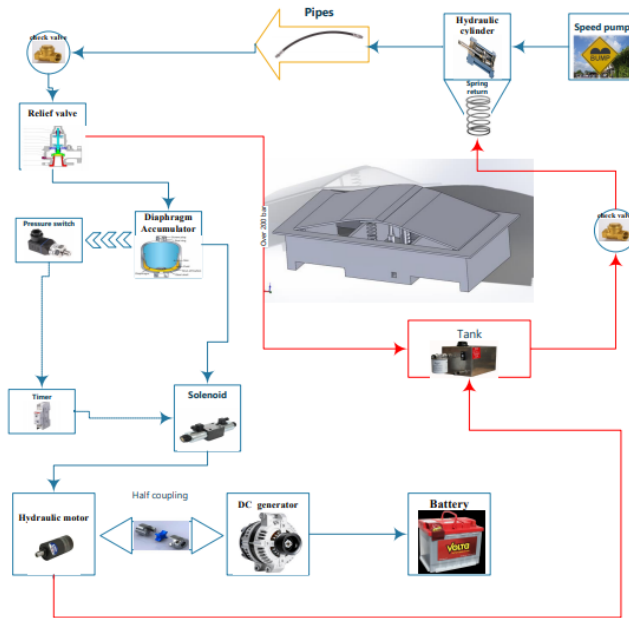 Pipes
Hydraulic
cylinder
Speed pump
BUMP
check valve
Spring
return
Relief valve
Over 200 bar
check valve
Diaphragm
Accumulator
Pressure switch
Tank
Timer
Solenoid
Hydraulic motor
Half coupling
DC generator
Battery
VOLTA